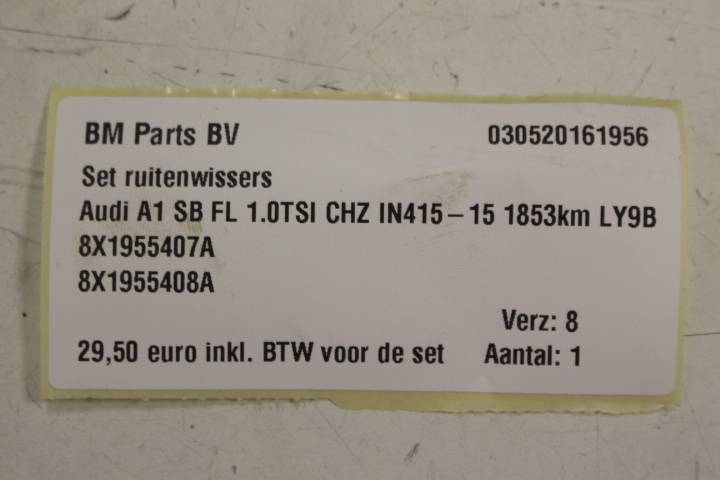 BM Parts BV 030520161956
Set ruitenwissers
Audi A1 SB FL 1.0TSI CHZ IN415-15 1853km LY9B
8X1955407A
8X1955408A
Verz: 8
29,50 euro inkl. BTW voor de set Aantal: 1